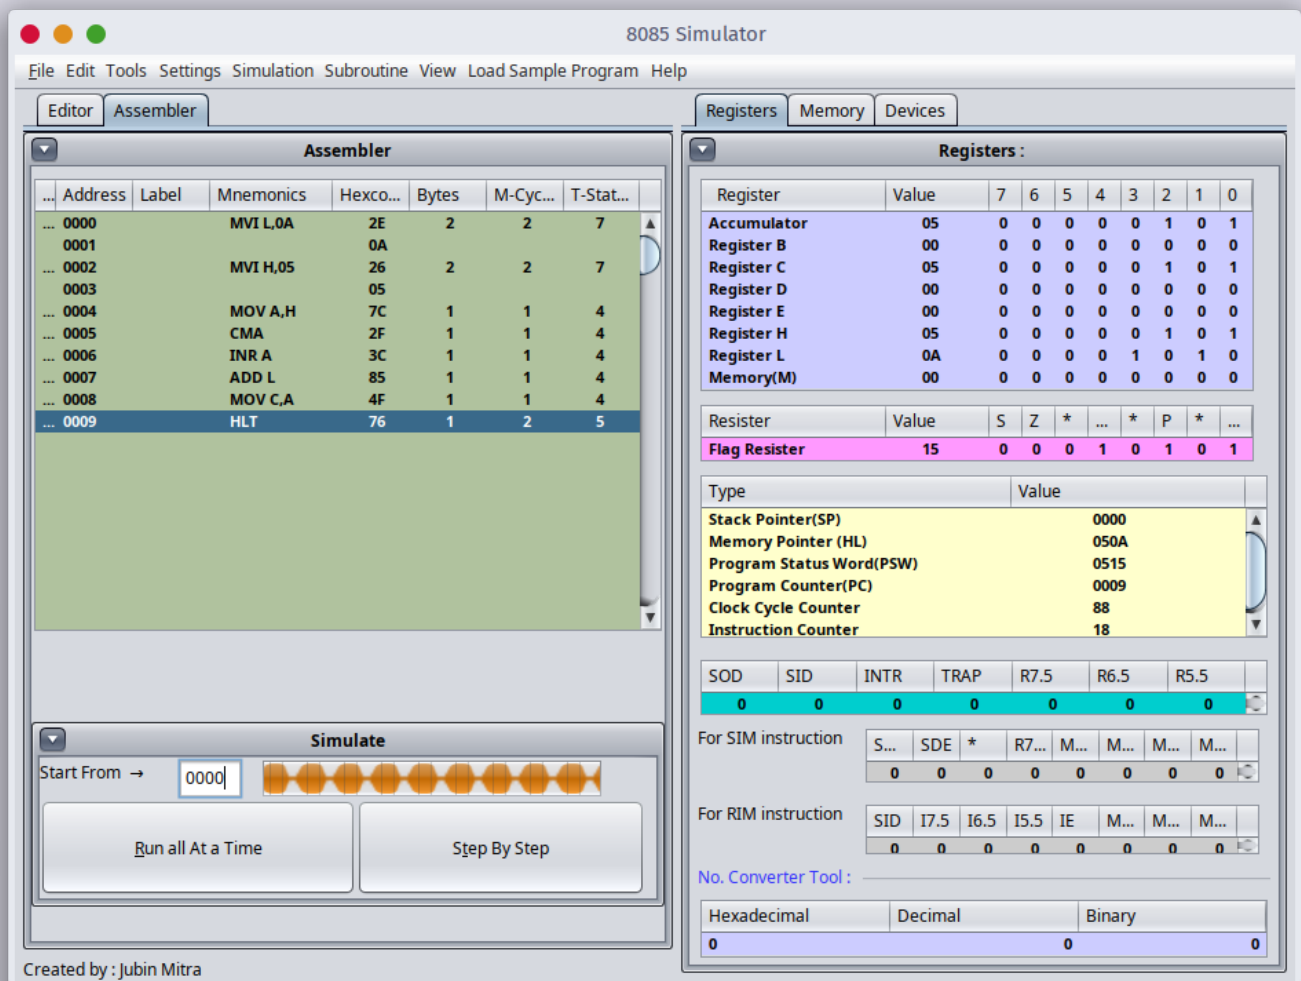 8085 Simulator
File Edit Tools Settings Simulation Subroutine View Load Sample Program Help
Editor Assembler
Assembler
... Address Label Mnemonics Hexco... Bytes M-Cyc... T-Stat...
... 0000 MVI L,0A 2E 2 2 7
0001 0A
... 0002 MVI H,05 26 2 2 7
0003 05
... 0004 MOV A,H 7C 1 1 4
... 0005 CMA 2F 1 1 4
... 0006 INR A 3C 1 1 4
... 0007 ADD L 85 1 1 4
... 0008 MOV C,A 4F 1 1 4
... 0009 HLT 76 1 2 5
Simulate
Start From → 0000
Run all At a Time Step By Step
Created by : Jubin Mitra
Registers Memory Devices
Registers :
Register Value 7 6 5 4 3 2 1 0
Accumulator 05 0 0 0 0 0 1 0 1
Register B 00 0 0 0 0 0 0 0 0
Register C 05 0 0 0 0 0 1 0 1
Register D 00 0 0 0 0 0 0 0 0
Register E 00 0 0 0 0 0 0 0 0
Register H 05 0 0 0 0 0 1 0 1
Register L 0A 0 0 0 0 1 0 1 0
Memory(M) 00 0 0 0 0 0 0 0 0
Resister Value S Z * ... * P * ...
Flag Resister 15 0 0 0 1 0 1 0 1
Type Value
Stack Pointer(SP) 0000
Memory Pointer (HL) 050A
Program Status Word(PSW) 0515
Program Counter(PC) 0009
Clock Cycle Counter 88
Instruction Counter 18
SOD SID INTR TRAP R7.5 R6.5 R5.5
0 0 0 0 0 0 0
For SIM instruction
S... SDE * R7... M... M... M... M...
0 0 0 0 0 0 0 0
For RIM instruction
SID I7.5 I6.5 I5.5 IE M... M... M...
0 0 0 0 0 0 0 0
No. Converter Tool :
Hexadecimal Decimal Binary
0 0 0